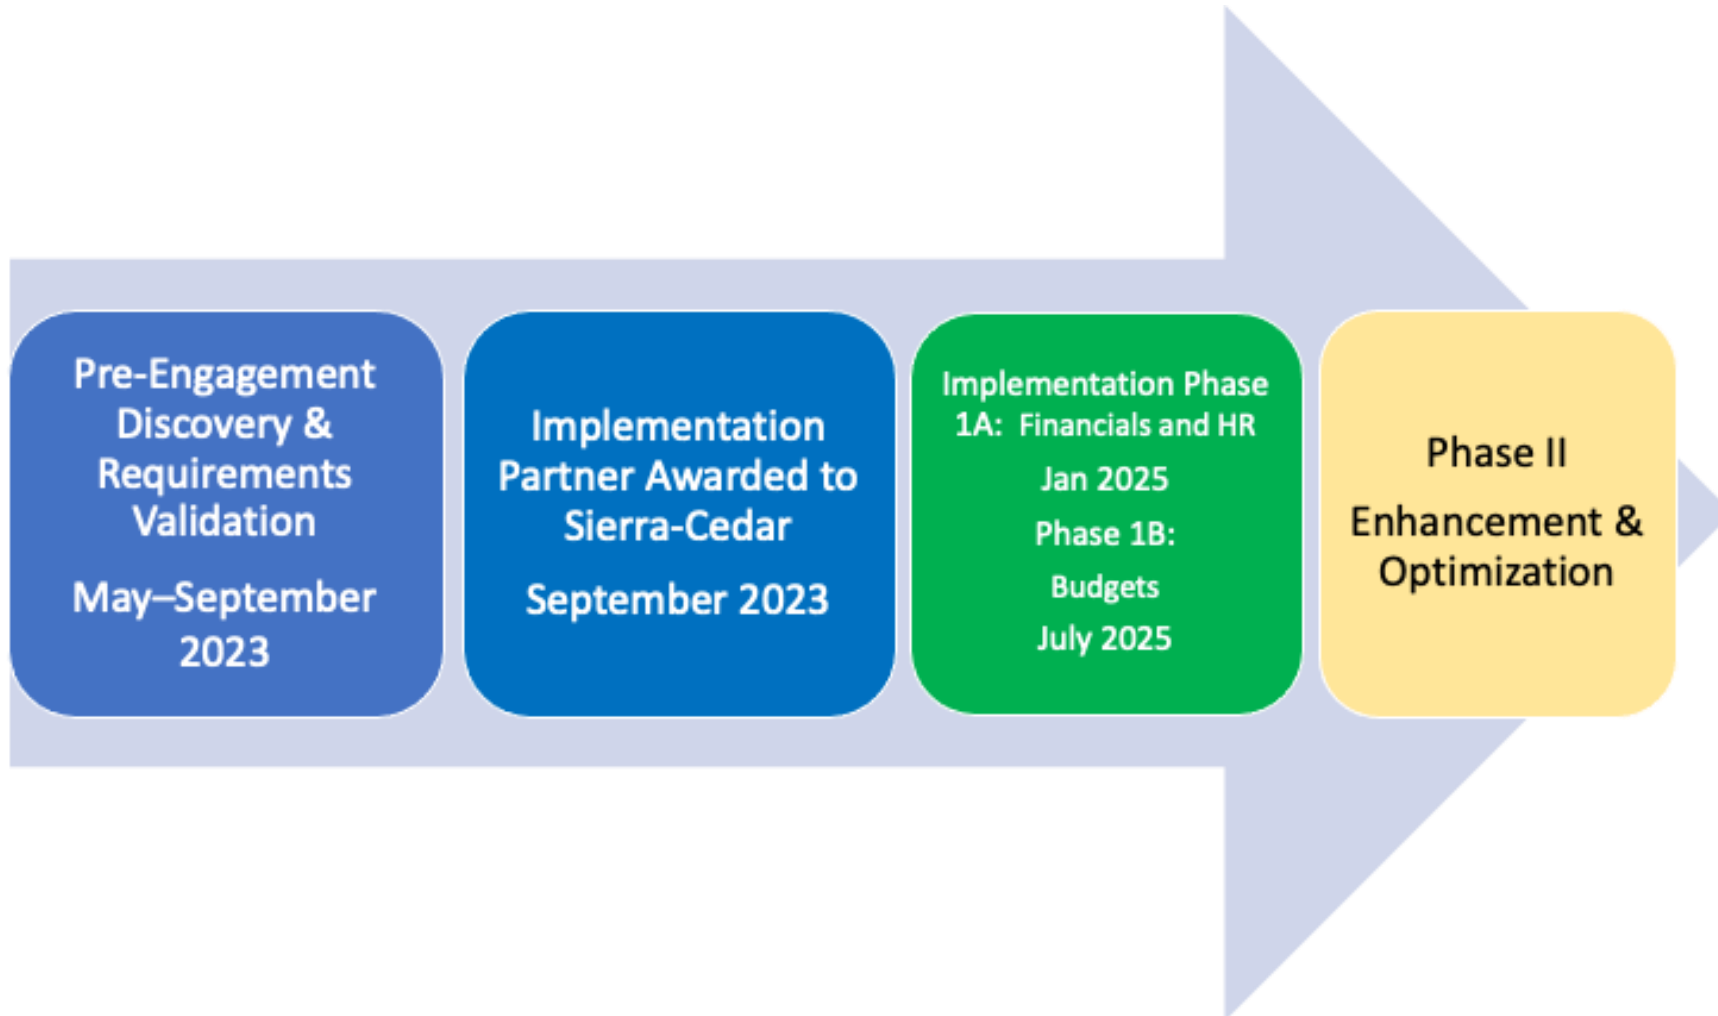 Pre-Engagement
Discovery &
Requirements
Validation
May–September
2023
Implementation
Partner Awarded to
Sierra-Cedar
September 2023
Implementation Phase
1A:  Financials and HR
Jan 2025
Phase 1B:
Budgets
July 2025
Phase II
Enhancement &
Optimization